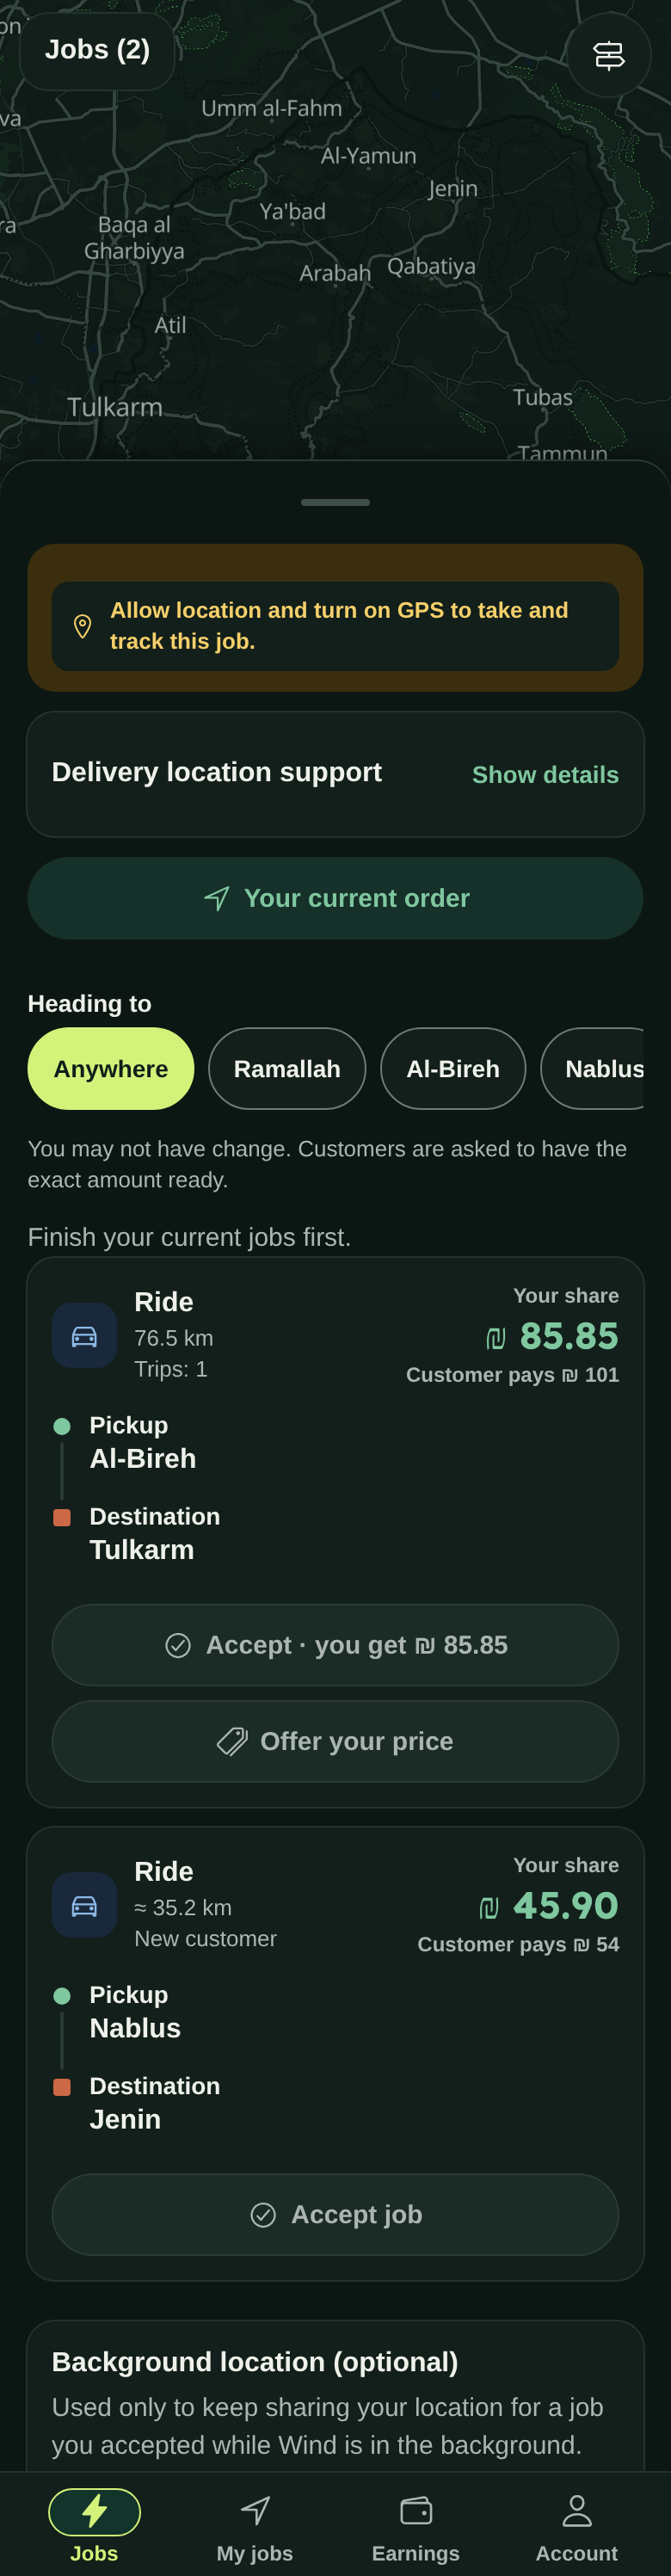 Jobs (2)
Umm al-Fahm
Al-Yamun
Jenin
Ya'bad
Baqa al
Gharbiyya
Arabah
Qabatiya
Atil
Tulkarm
Tubas
Tammun
Allow location and turn on GPS to take and
track this job.
Delivery location support
Show details
Your current order
Heading to
Anywhere
Ramallah
Al-Bireh
Nablus
You may not have change. Customers are asked to have the
exact amount ready.
Finish your current jobs first.
Ride
76.5 km
Trips: 1
Your share
₪ 85.85
Customer pays ₪ 101
Pickup
Al-Bireh
Destination
Tulkarm
Accept · you get ₪ 85.85
Offer your price
Ride
≈ 35.2 km
New customer
Your share
₪ 45.90
Customer pays ₪ 54
Pickup
Nablus
Destination
Jenin
Accept job
Background location (optional)
Used only to keep sharing your location for a job
you accepted while Wind is in the background.
Jobs
My jobs
Earnings
Account